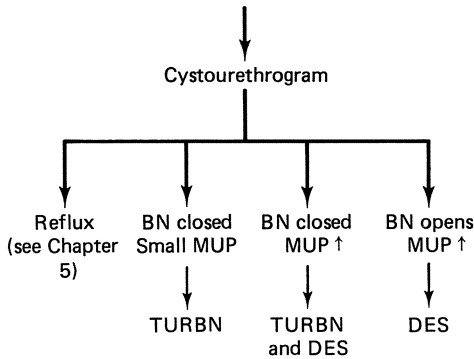 Cystourethrogram
Reflux
(see Chapter
5)
BN closed
Small MUP
BN closed
MUP ↑
BN opens
MUP ↑
TURBN
TURBN
and DES
DES